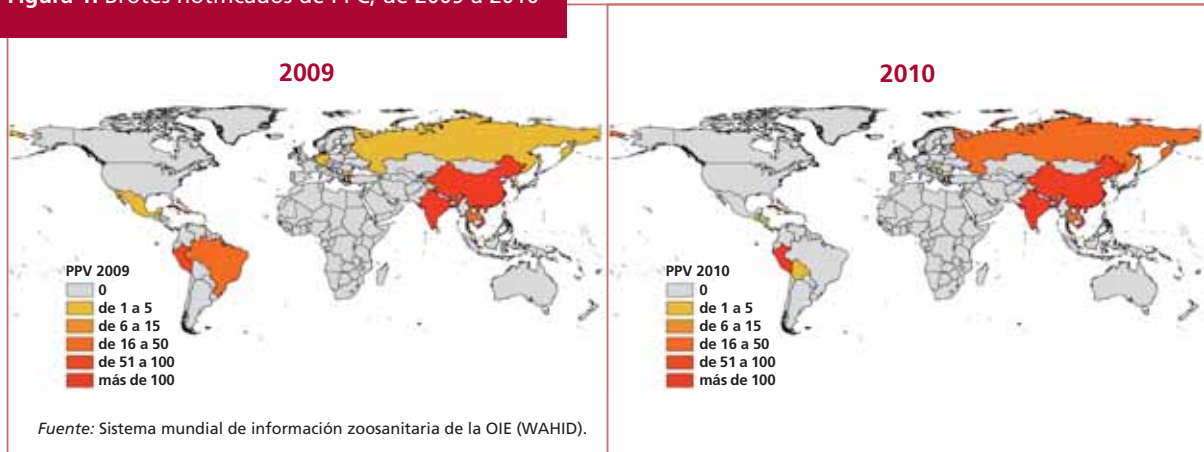 2009
PPV 2009
0
de 1 a 5
de 6 a 15
de 16 a 50
de 51 a 100
más de 100
Fuente: Sistema mundial de información zoosanitaria de la OIE (WAHID).
2010
PPV 2010
0
de 1 a 5
de 6 a 15
de 16 a 50
de 51 a 100
más de 100